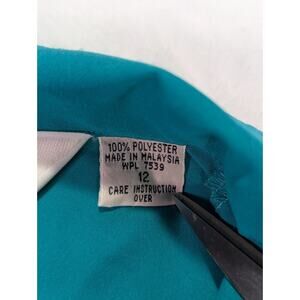 100% POLYESTER
MADE IN MALAYSIA
WPL 7539
12
CARE INSTRUCTION
OVER